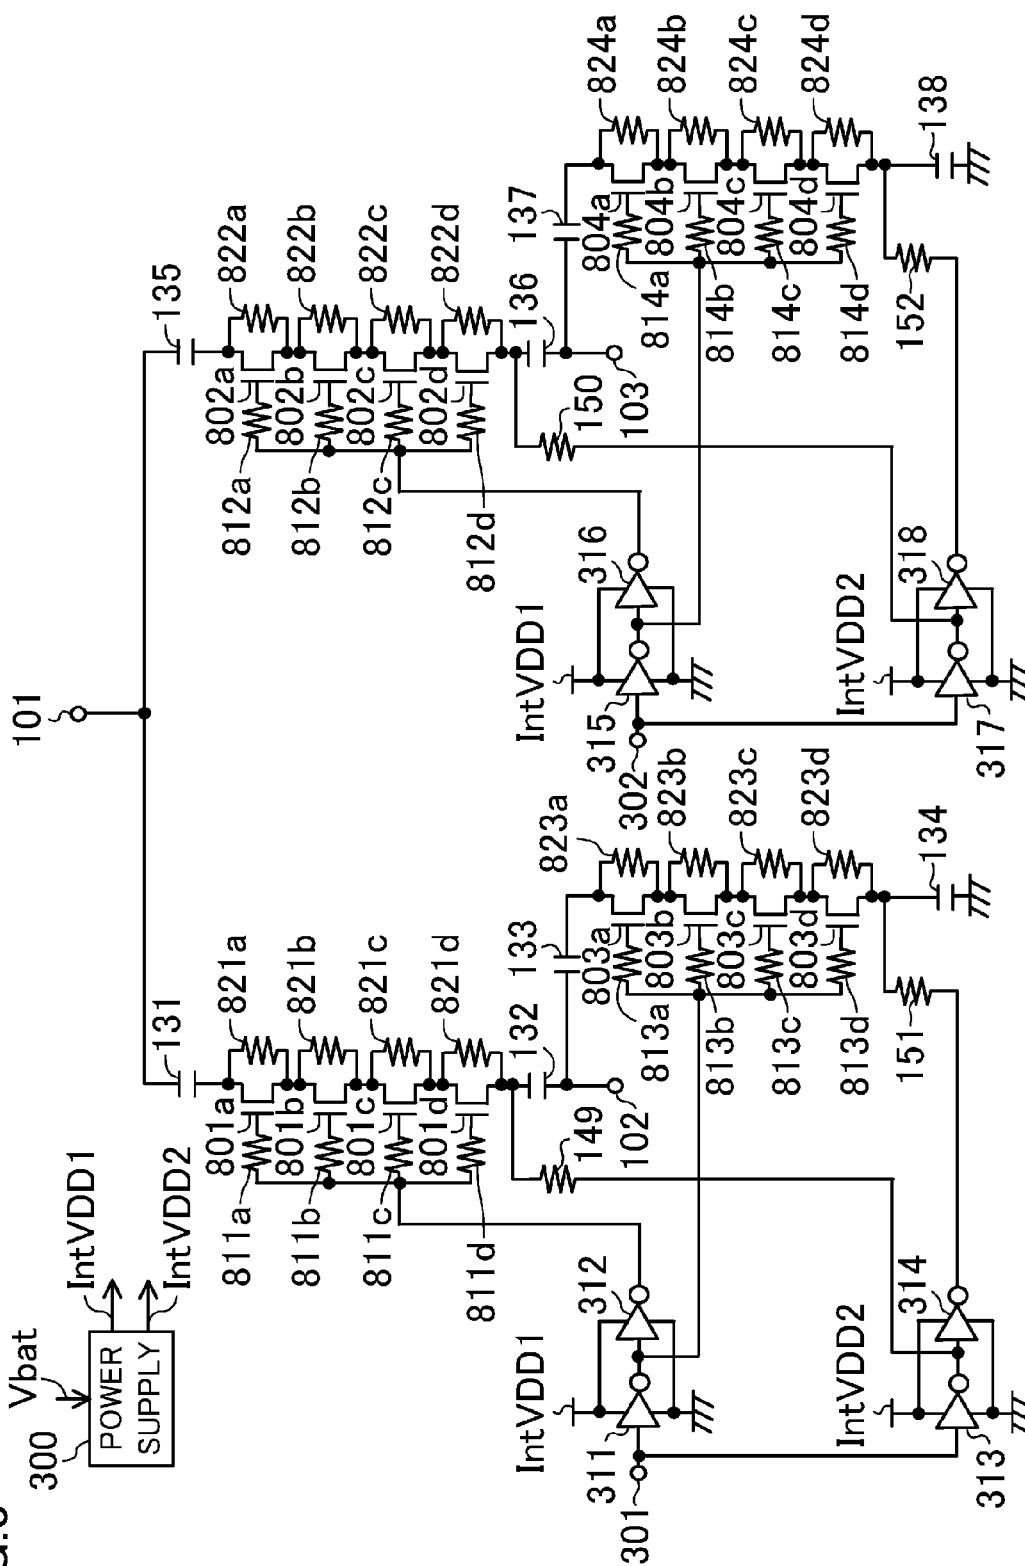 101
300
Vbat
POWER
SUPPLY
IntVDD1
IntVDD2
131
821a
821b
821c
821d
801a
801b
801c
801d
811a
811b
811c
811d
132
149
102
133
823a
823b
823c
823d
803a
803b
803c
803d
813a
813b
813c
813d
134
151
IntVDD1
311
312
301
IntVDD2
313
314
135
822a
822b
822c
822d
802a
802b
802c
802d
812a
812b
812c
812d
136
150
103
137
824a
824b
824c
824d
804a
804b
804c
804d
814a
814b
814c
814d
138
152
IntVDD1
315
316
302
IntVDD2
317
318